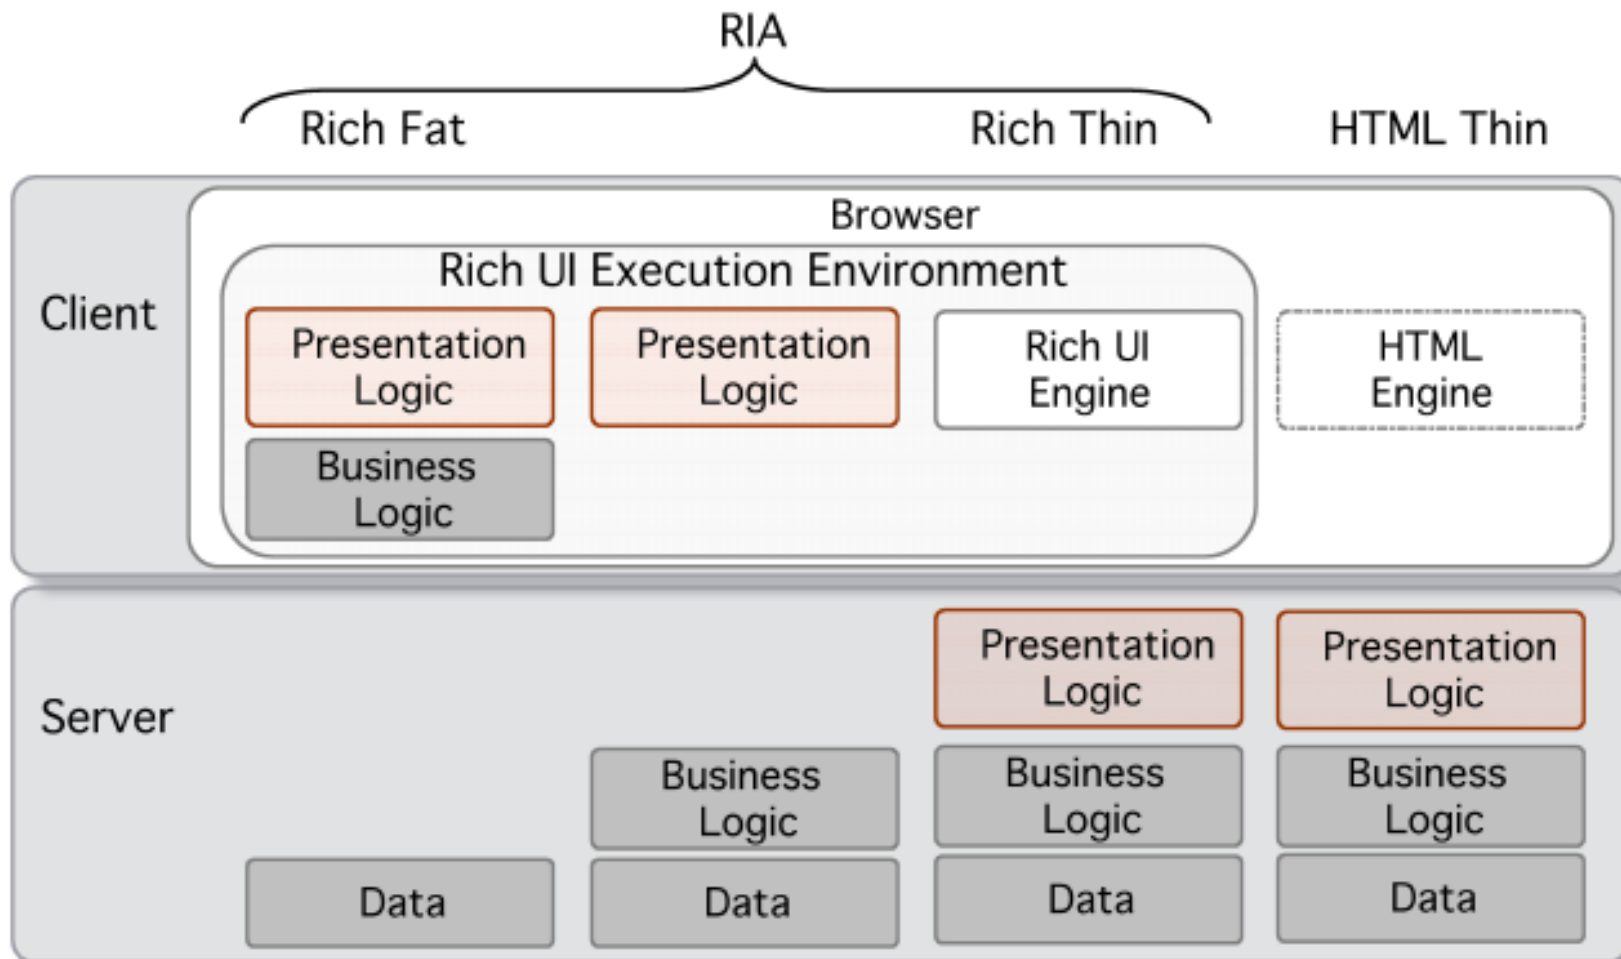 RIA
Rich Fat
Rich Thin
HTML Thin
Browser
Rich UI Execution Environment
Client
Presentation
Logic
Presentation
Logic
Rich UI
Engine
HTML
Engine
Business
Logic
Server
Presentation
Logic
Presentation
Logic
Business
Logic
Business
Logic
Business
Logic
Data
Data
Data
Data